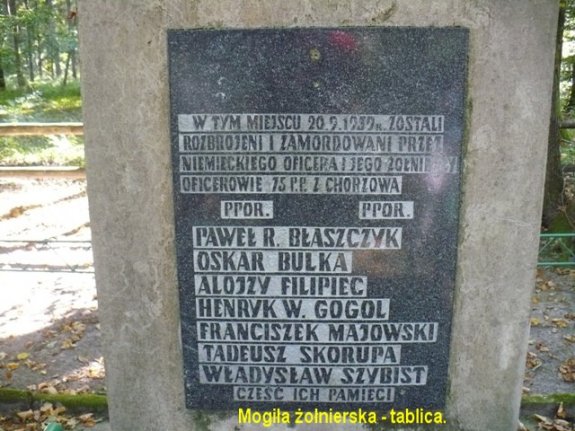 W TYM MIEJSCU 20.9.1939 R. ZOSTALI
ROZBROJENI I ZAMORDOWANI PRZEZ
NIEMIECKIEGO OFICERA I JEGO ŻOŁNIERZY
OFICEROWIE 75 P.P. Z CHORZOWA
PPOR. PPOR.
PAWEŁ R. BŁASZCZYK
OSKAR BULKA
ALOJZY FILIPIEC
HENRYK W. GOGOL
FRANCISZEK MAJOWSKI
TADEUSZ SKORUPA
WŁADYSŁAW SZYBIST
CZEŚĆ ICH PAMIĘCI
Mogiła żołnierska - tablica.